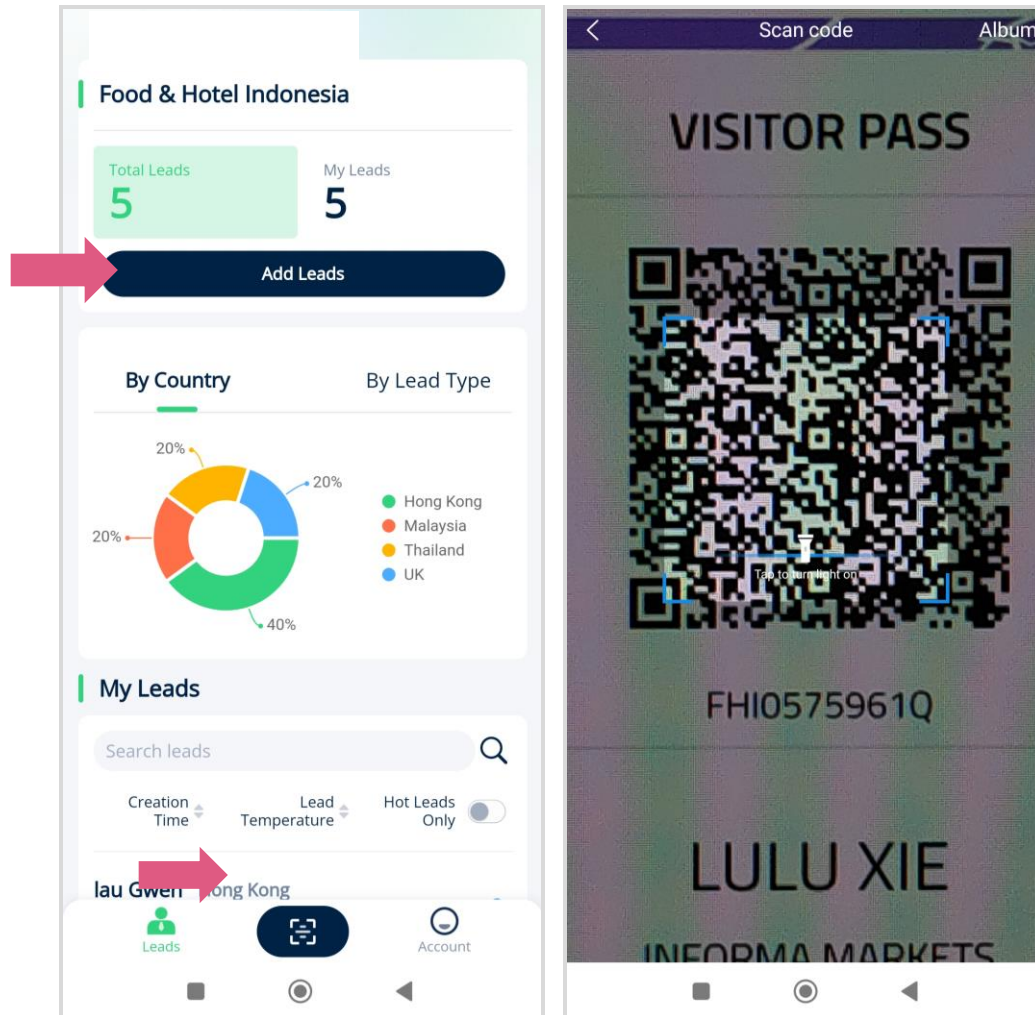 Food & Hotel Indonesia
Total Leads
5
My Leads
5
Add Leads
By Country
By Lead Type
20%
20%
20%
40%
Hong Kong
Malaysia
Thailand
UK
My Leads
Search leads
Creation
Time
Lead
Temperature
Hot Leads
Only
lau Gwen
ong Kong
Leads
Account
Scan code
Album
VISITOR PASS
Tap to turn light on
FHI0575961Q
LULU XIE
INFORMA MARKETS